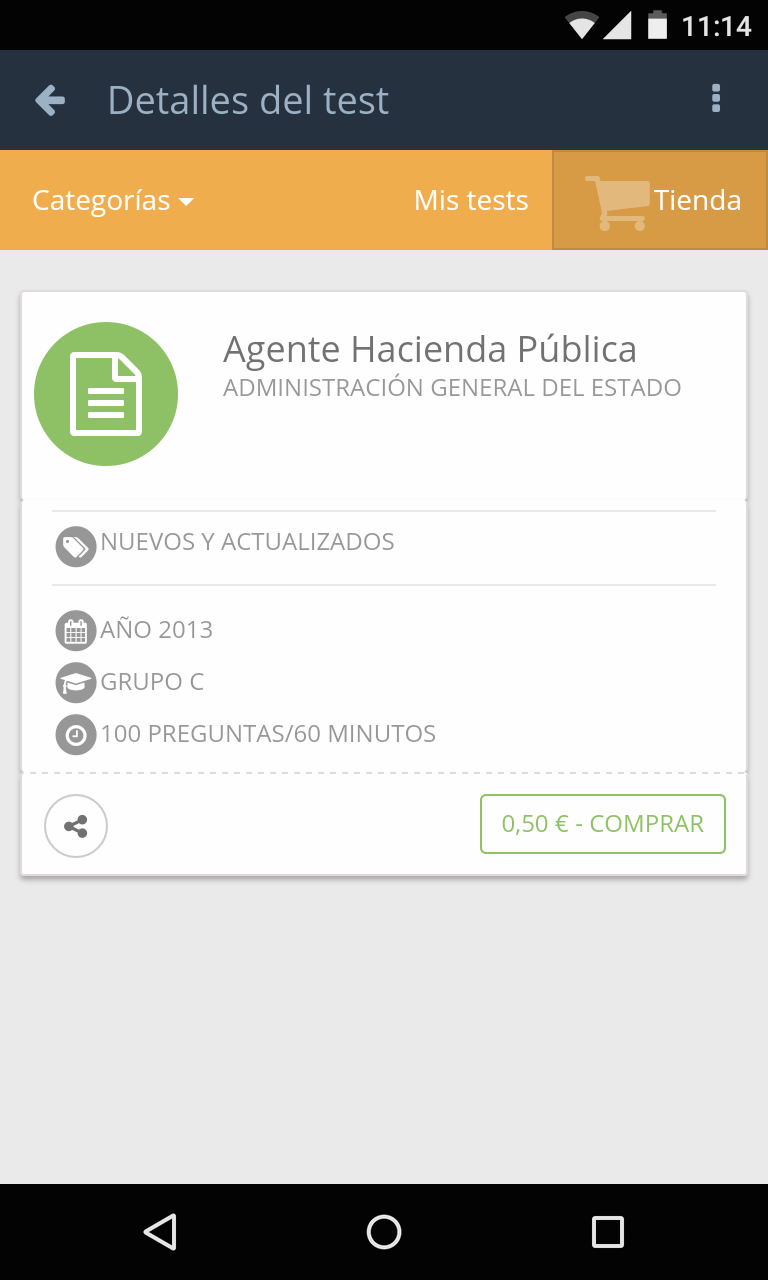 11:14
Detalles del test
Categorías
Mis tests
Tienda
Agente Hacienda Pública
ADMINISTRACIÓN GENERAL DEL ESTADO
NUEVOS Y ACTUALIZADOS
AÑO 2013
GRUPO C
100 PREGUNTAS/60 MINUTOS
0,50 € - COMPRAR